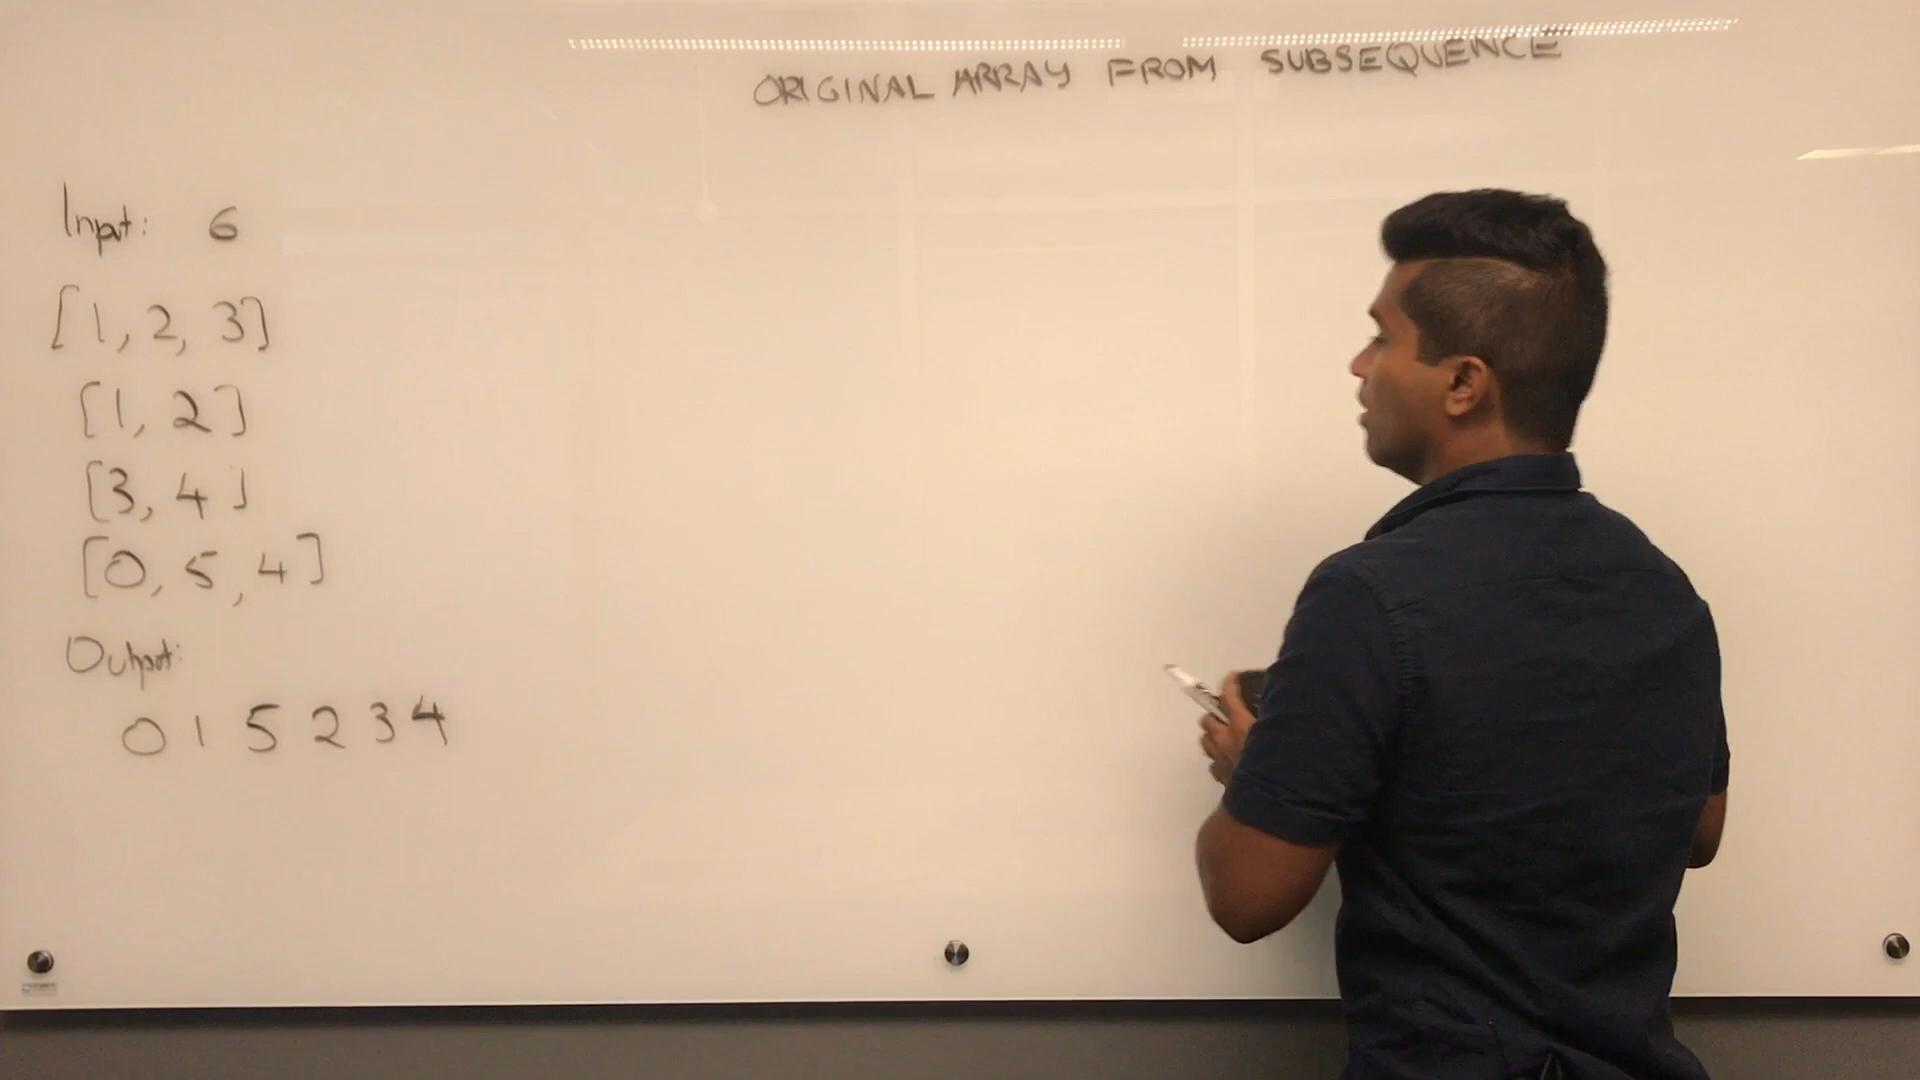 ORIGINAL ARRAY FROM SUBSEQUENCE
Input: 6
[1, 2, 3]
[1, 2]
[3, 4]
[0, 5, 4]
Output:
0 1 5 2 3 4